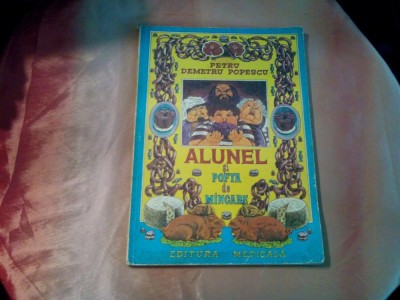 PETRU
DEMETRU POPESCU
ALUNEL
și
POFTA
de
MÎNCARE
EDITURA MEDICALĂ